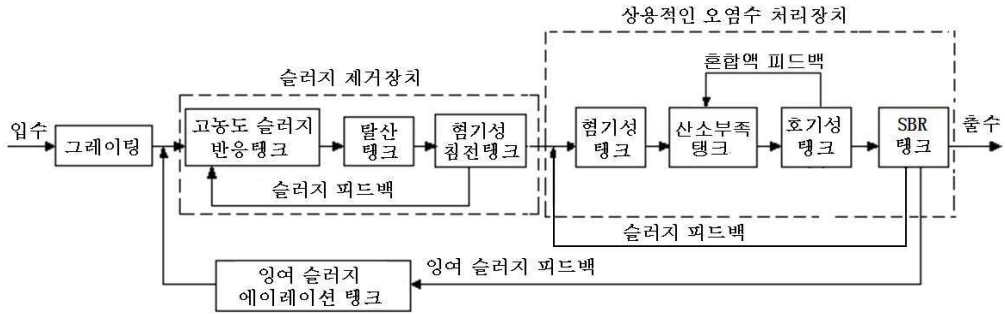 상용적인 오염수 처리장치
혼합액 피드백
슬러지 제거장치
입수
그레이팅
고농도 슬러지
반응탱크
탈산
탱크
혐기성
침전탱크
슬러지 피드백
혐기성
탱크
산소부족
탱크
호기성
탱크
SBR
탱크
출수
슬러지 피드백
잉여 슬러지 피드백
잉여 슬러지
에이레이션 탱크